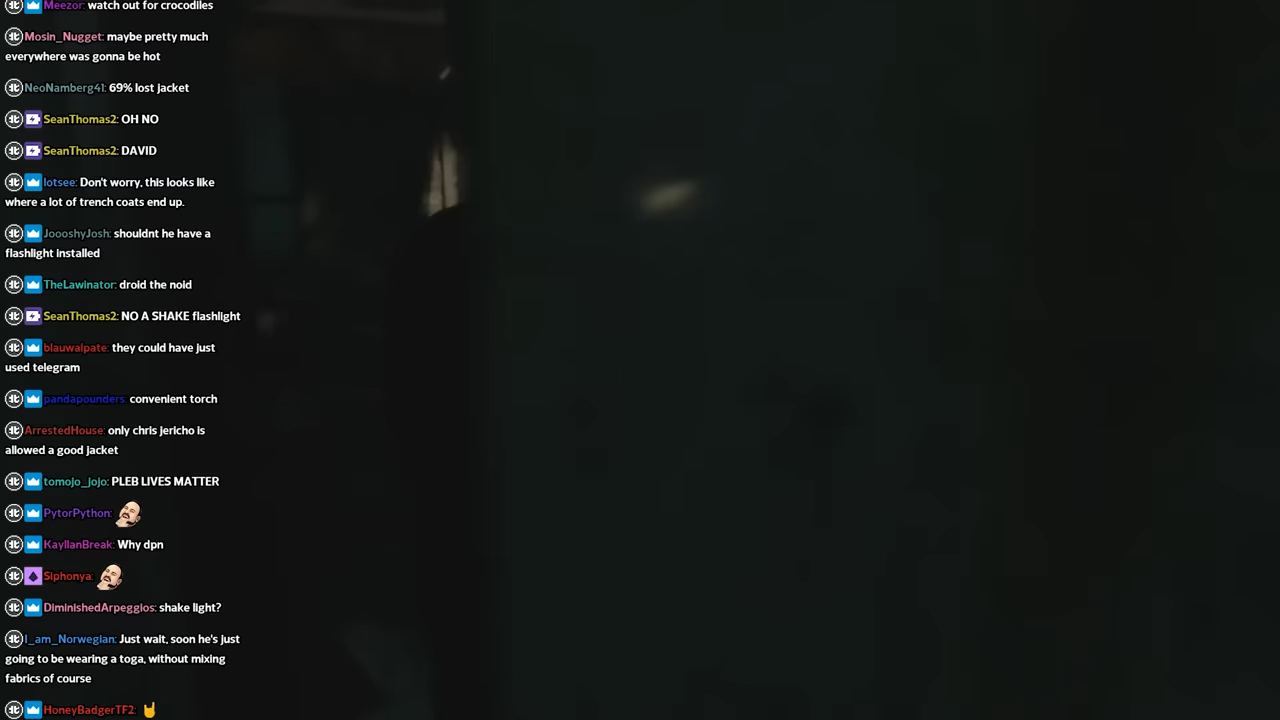 Meezor: watch out for crocodiles
Mosin_Nugget: maybe pretty much
everywhere was gonna be hot
NeoNamberg41: 69% lost jacket
SeanThomas2: OH NO
SeanThomas2: DAVID
lotsee: Don't worry, this looks like
where a lot of trench coats end up.
JoooshyJosh: shouldnt he have a
flashlight installed
TheLawinator: droid the noid
SeanThomas2: NO A SHAKE flashlight
blauwalpate: they could have just
used telegram
pandapounders: convenient torch
ArrestedHouse: only chris jericho is
allowed a good jacket
tomojo_jojo: PLEB LIVES MATTER
PytorPython:
KayllanBreak: Why dpn
Siphonya:
DiminishedArpeggios: shake light?
I_am_Norwegian: Just wait, soon he's just
going to be wearing a toga, without mixing
fabrics of course
HoneyBadgerTF2: 🤘